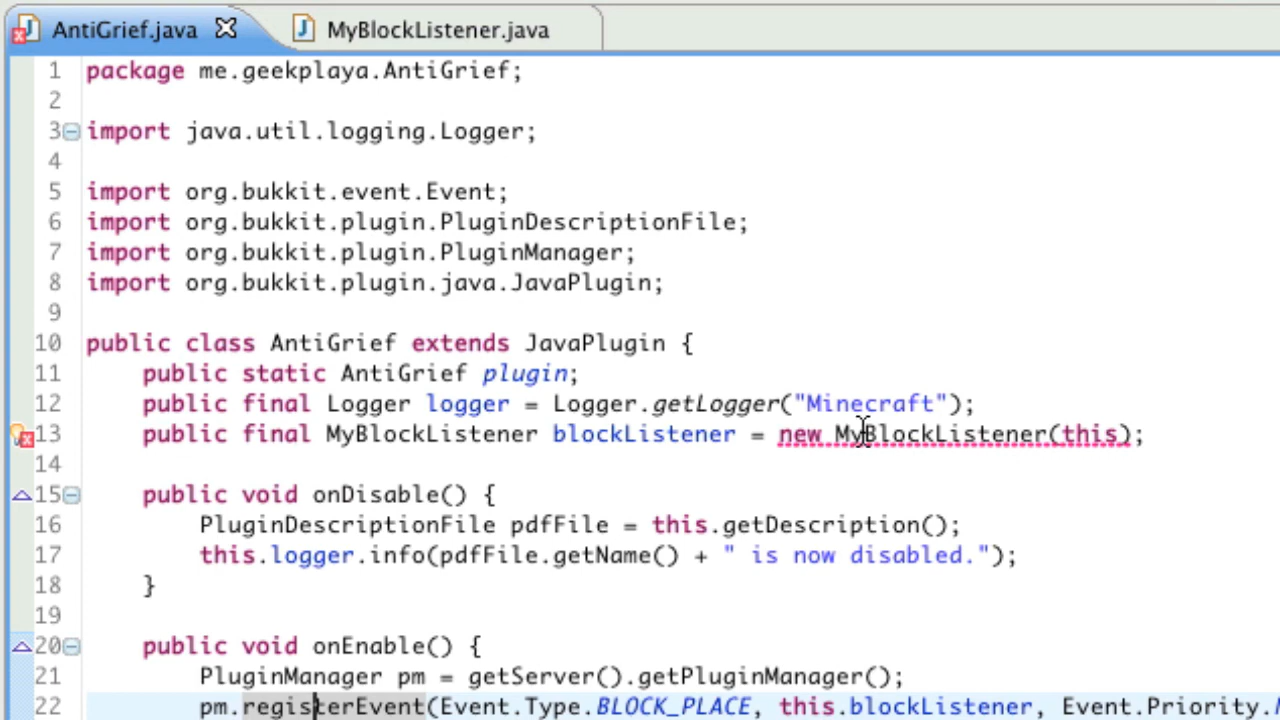 AntiGrief.java MyBlockListener.java
1 package me.geekplaya.AntiGrief;
2
3 import java.util.logging.Logger;
4
5 import org.bukkit.event.Event;
6 import org.bukkit.plugin.PluginDescriptionFile;
7 import org.bukkit.plugin.PluginManager;
8 import org.bukkit.plugin.java.JavaPlugin;
9
10 public class AntiGrief extends JavaPlugin {
11 public static AntiGrief plugin;
12 public final Logger logger = Logger.getLogger("Minecraft");
13 public final MyBlockListener blockListener = new MyBlockListener(this);
14
15 public void onDisable() {
16 PluginDescriptionFile pdfFile = this.getDescription();
17 this.logger.info(pdfFile.getName() + " is now disabled.");
18 }
19
20 public void onEnable() {
21 PluginManager pm = getServer().getPluginManager();
22 pm.registerEvent(Event.Type.BLOCK_PLACE, this.blockListener, Event.Priority.